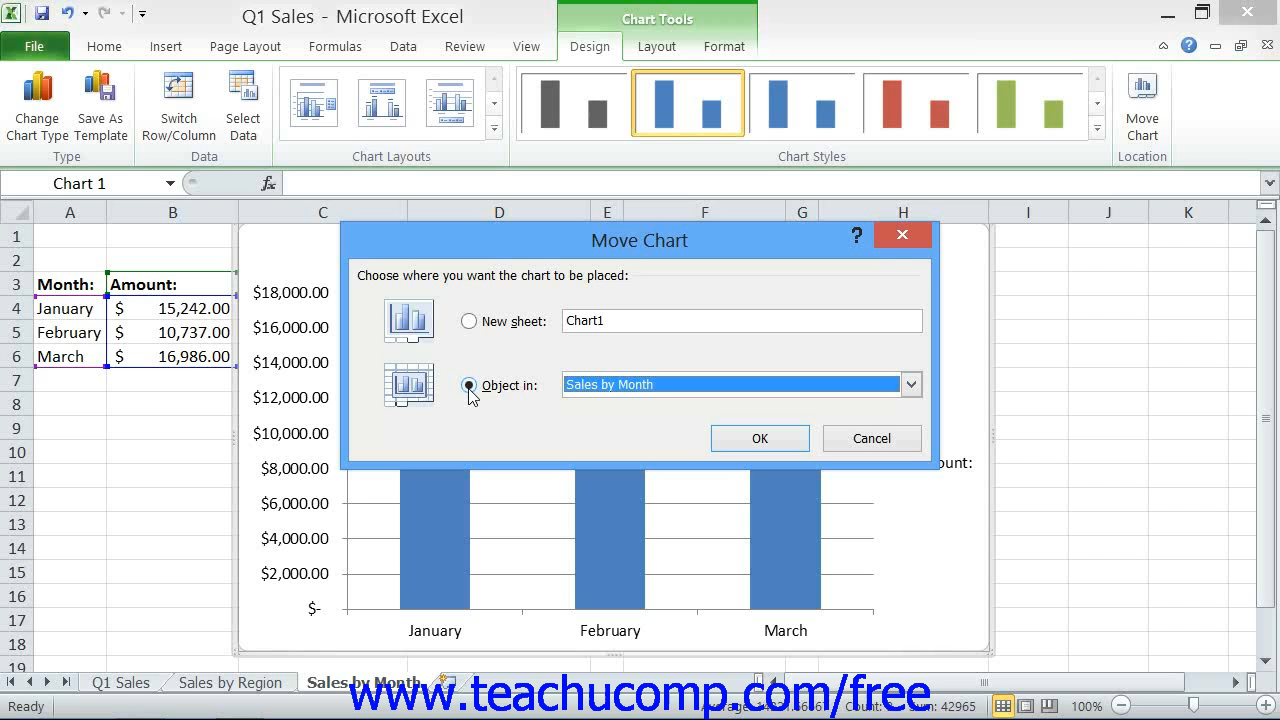 Q1 Sales - Microsoft Excel
Chart Tools
File Home Insert Page Layout Formulas Data Review View Design Layout Format
Change Chart Type
Save As Template
Switch Row/Column
Select Data
Move Chart
Type Data Chart Layouts Chart Styles Location
Chart 1 fx
A B C D E F G H I J K
1
2
3 Month: Amount:
4 January $ 15,242.00
5 February $ 10,737.00
6 March $ 16,986.00
7
8
9
10
11
12
13
14
15
16
17
18
19
$18,000.00
$16,000.00
$14,000.00
$12,000.00
$10,000.00
$8,000.00
$6,000.00
$4,000.00
$2,000.00
$-
January February March
ount:
Move Chart ?
Choose where you want the chart to be placed:
New sheet: Chart1
Object in: Sales by Month
OK Cancel
Q1 Sales Sales by Region Sales by Month
www.teachucomp.com/free
Ready 42965 100%